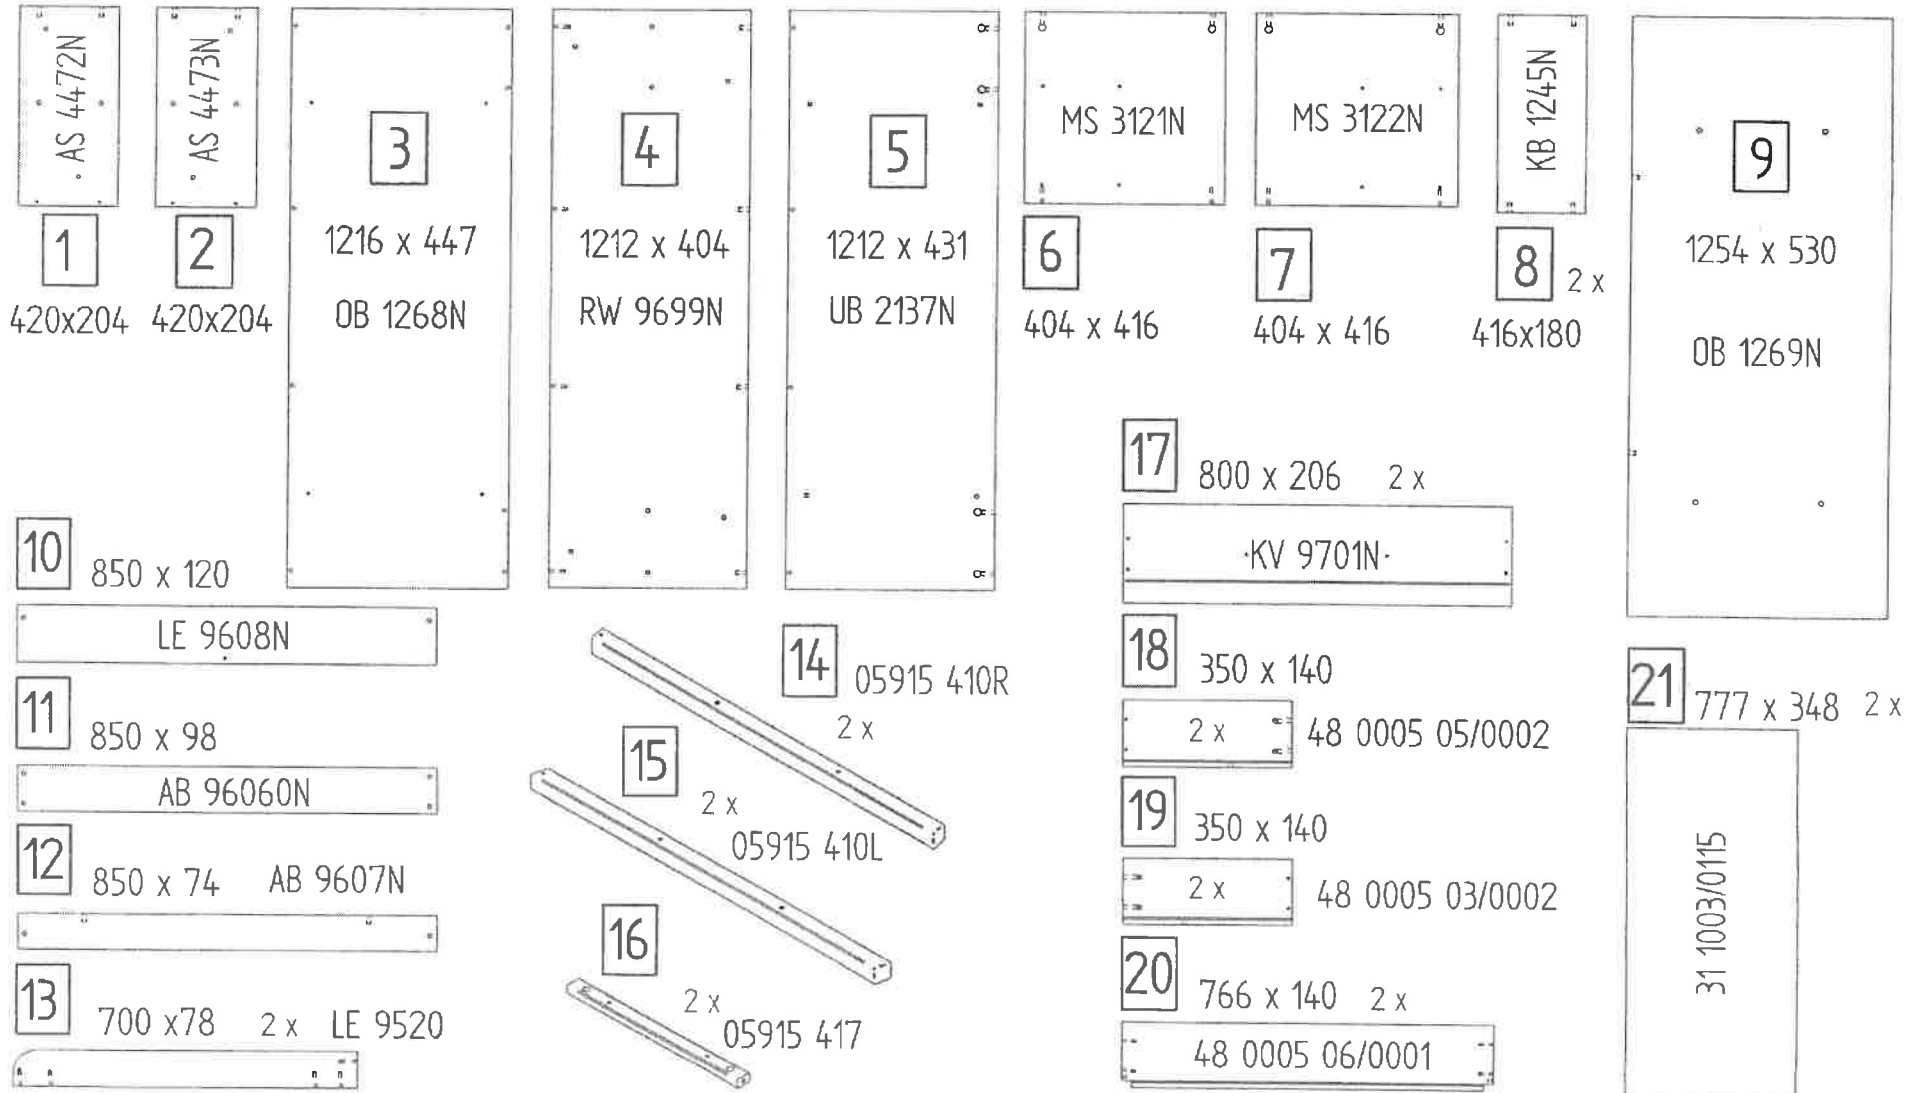 AS 4472N
1
420x204
AS 4473N
2
420x204
3
1216 x 447
OB 1268N
4
1212 x 404
RW 9699N
5
1212 x 431
UB 2137N
MS 3121N
6
404 x 416
MS 3122N
7
404 x 416
KB 1245N
8 2 x
416x180
9
1254 x 530
OB 1269N
10 850 x 120
LE 9608N
11 850 x 98
AB 96060N
12 850 x 74 AB 9607N
13 700 x78 2 x LE 9520
14 05915 410R
2 x
15 2 x
05915 410L
16
2 x
05915 417
17 800 x 206 2 x
KV 9701N
18 350 x 140
2 x 48 0005 05/0002
19 350 x 140
2 x 48 0005 03/0002
20 766 x 140 2 x
48 0005 06/0001
21 777 x 348 2 x
31 1003/0115